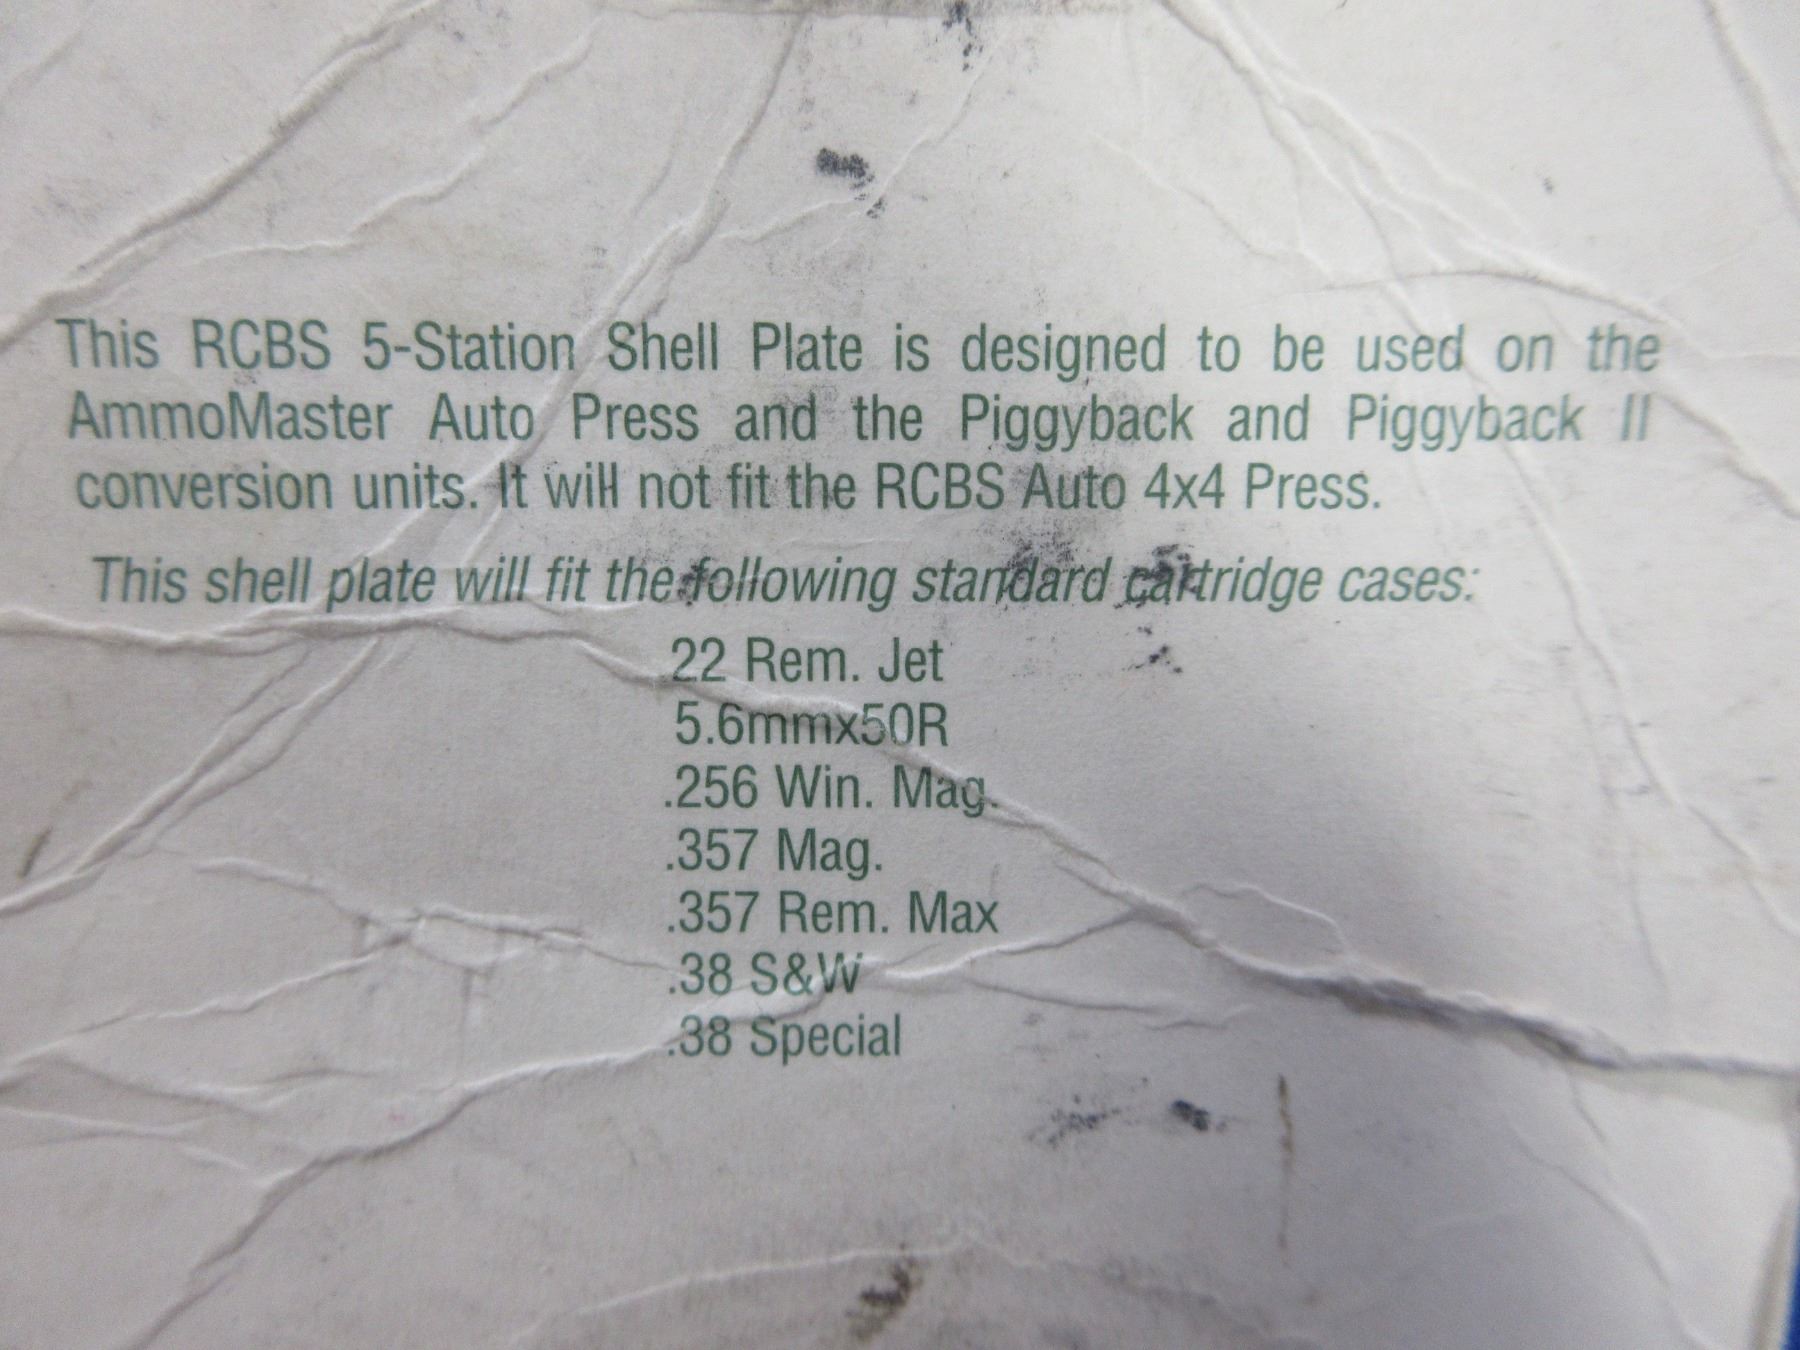 This RCBS 5-Station Shell Plate is designed to be used on the
AmmoMaster Auto Press and the Piggyback and Piggyback II
conversion units. It will not fit the RCBS Auto 4x4 Press.
This shell plate will fit the following standard cartridge cases:
22 Rem. Jet
5.6mmx50R
.256 Win. Mag.
.357 Mag.
.357 Rem. Max
.38 S&W
.38 Special